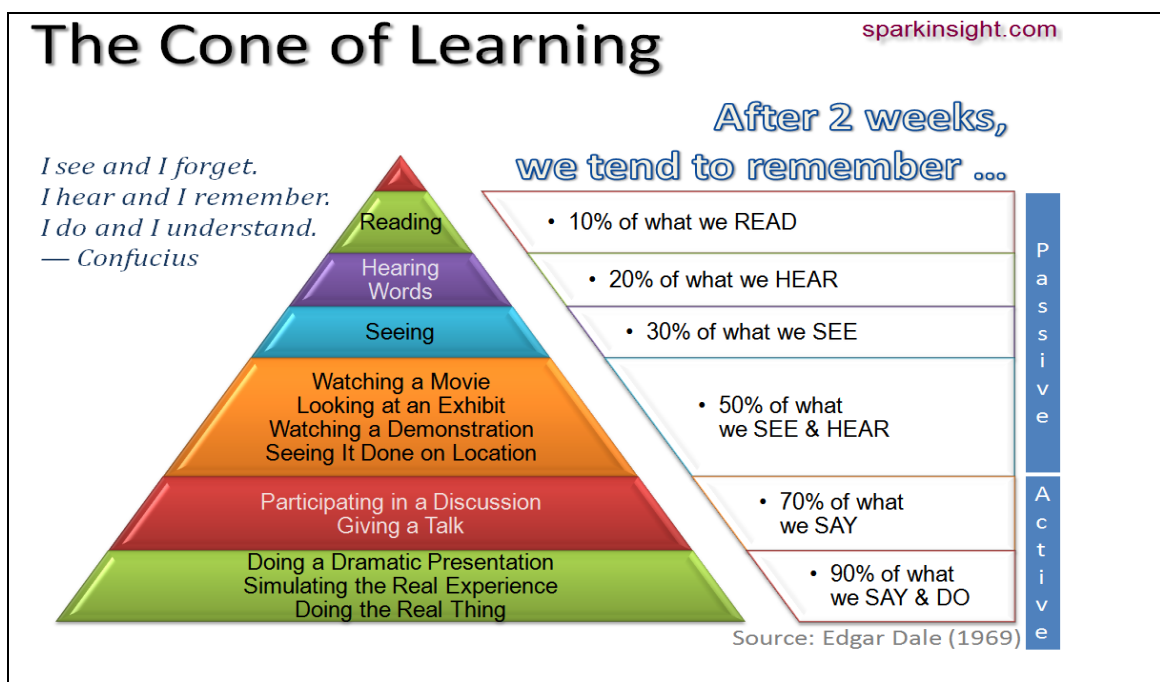 The Cone of Learning
sparkinsight.com
I see and I forget.
I hear and I remember.
I do and I understand.
— Confucius
After 2 weeks,
we tend to remember ...
Reading
• 10% of what we READ
Hearing
Words
• 20% of what we HEAR
Seeing
• 30% of what we SEE
Watching a Movie
Looking at an Exhibit
Watching a Demonstration
Seeing It Done on Location
• 50% of what
we SEE & HEAR
Passive
Participating in a Discussion
Giving a Talk
• 70% of what
we SAY
Doing a Dramatic Presentation
Simulating the Real Experience
Doing the Real Thing
• 90% of what
we SAY & DO
Active
Source: Edgar Dale (1969)